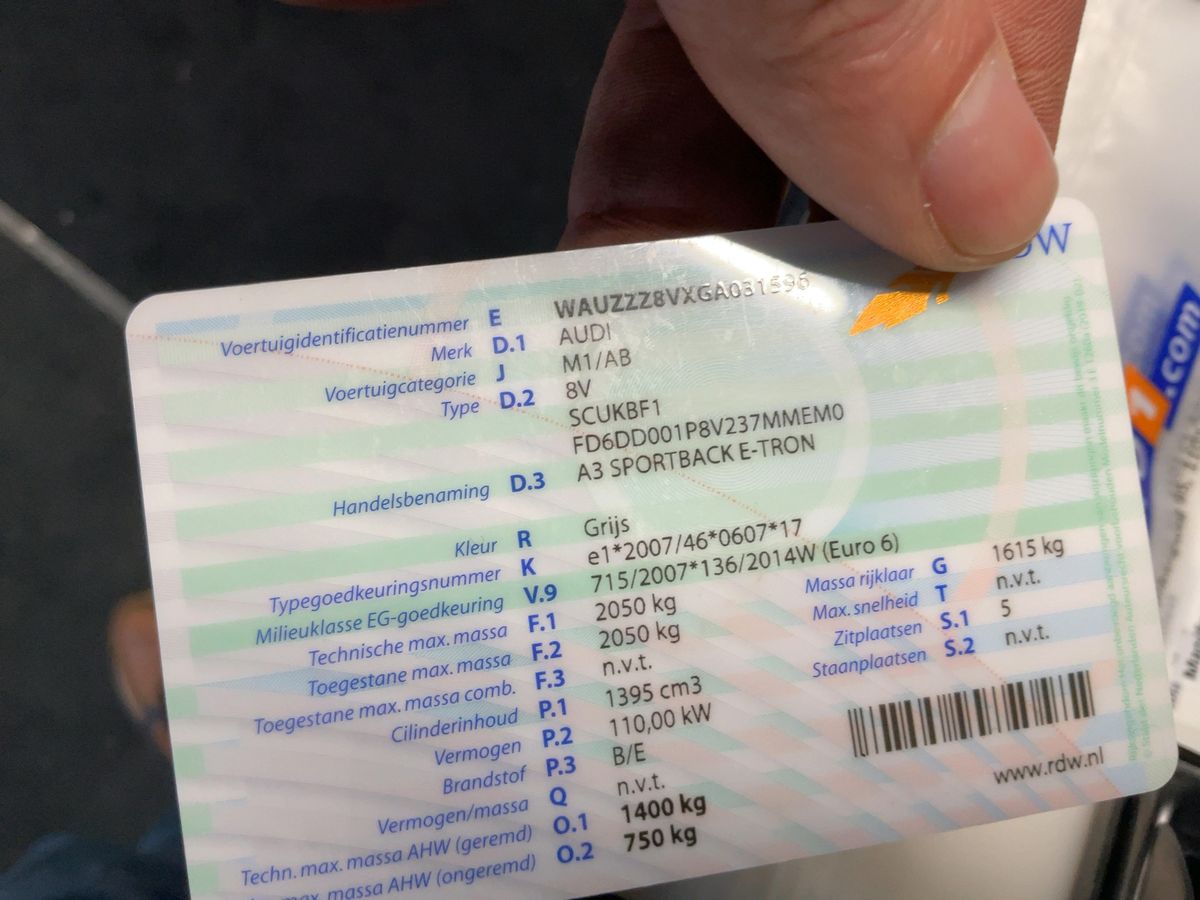 DW
Voertuigidentificatienummer E WAUZZZ8VXGA031596
Merk D.1 AUDI
Voertuigcategorie J M1/AB
Type D.2 8V
SCUKBF1
FD6DD001P8V237MMEM0
Handelsbenaming D.3 A3 SPORTBACK E-TRON
Kleur R Grijs
Typegoedkeuringsnummer K e1*2007/46*0607*17
Milieuklasse EG-goedkeuring V.9 715/2007*136/2014W (Euro 6)
Technische max. massa F.1 2050 kg
Toegestane max. massa F.2 2050 kg
Toegestane max. massa comb. F.3 n.v.t.
Cilinderinhoud P.1 1395 cm3
Vermogen P.2 110,00 kW
Brandstof P.3 B/E
Vermogen/massa Q n.v.t.
Techn. max. massa AHW (geremd) O.1 1400 kg
max. massa AHW (ongeremd) O.2 750 kg
Massa rijklaar G 1615 kg
Max. snelheid T n.v.t.
Zitplaatsen S.1 5
Staanplaatsen S.2 n.v.t.
www.rdw.nl
.com